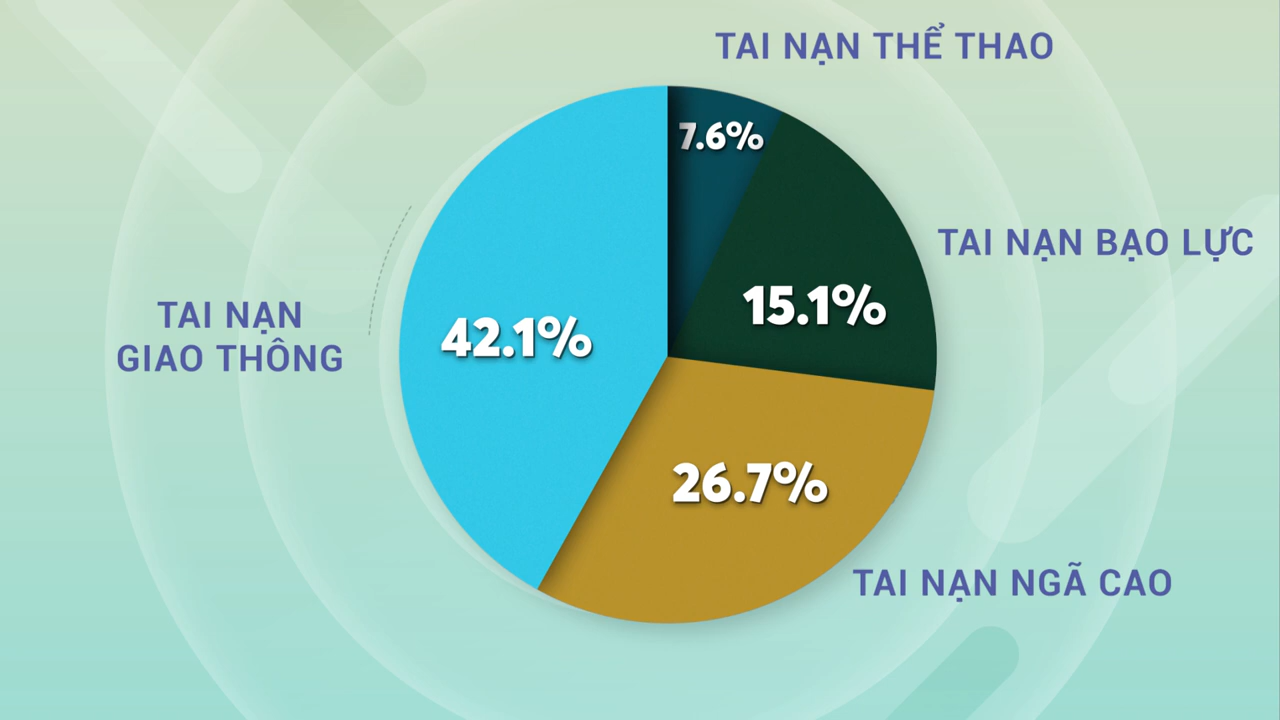 TAI NẠN THỂ THAO
7.6%
TAI NẠN BẠO LỰC
15.1%
TAI NẠN
GIAO THÔNG
42.1%
26.7%
TAI NẠN NGÃ CAO